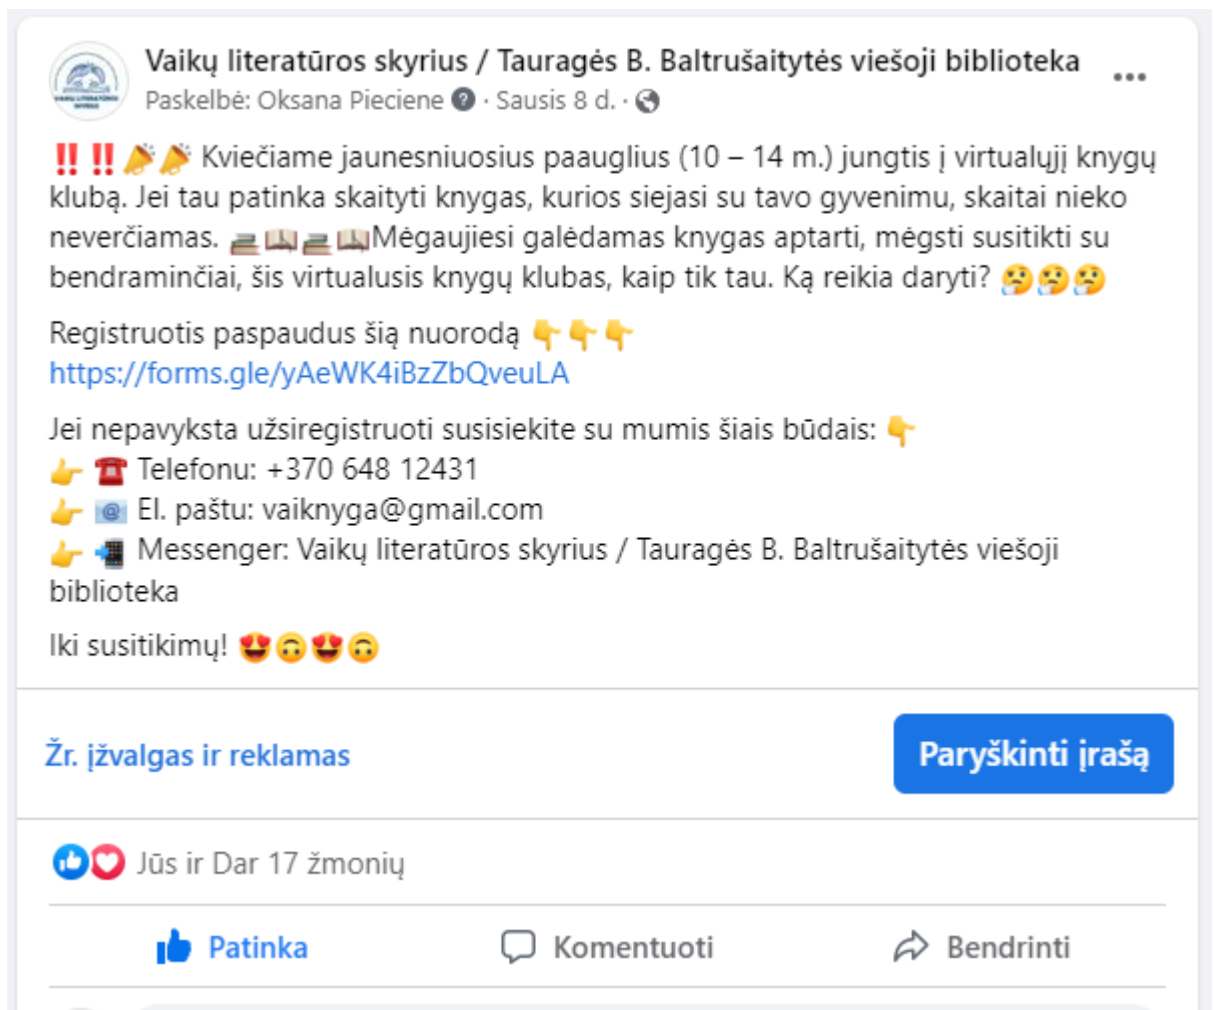 Vaikų literatūros skyrius / Tauragės B. Baltrušaitytės viešoji biblioteka
Paskelbė: Oksana Pieciene · Sausis 8 d. ·
‼️‼️📣📣 Kviečiame jaunesniuosius paauglius (10 – 14 m.) jungtis į virtualųjį knygų
klubą. Jei tau patinka skaityti knygas, kurios siejasi su tavo gyvenimu, skaitai nieko
neverčiamas. 📚📖📚📖Mėgaujiesi galėdamas knygas aptarti, mėgsti susitikti su
bendraminčiai, šis virtualusis knygų klubas, kaip tik tau. Ką reikia daryti? 🤔🤔🤔
Registruotis paspaudus šią nuorodą 👇👇👇
https://forms.gle/yAeWK4iBzZbQveuLA
Jei nepavyksta užsiregistruoti susisiekite su mumis šiais būdais: 👇
👉 ☎️ Telefonu: +370 648 12431
👉 📧 El. paštu: vaiknyga@gmail.com
👉 📲 Messenger: Vaikų literatūros skyrius / Tauragės B. Baltrušaitytės viešoji
biblioteka
Iki susitikimų! 😍🙃😍🙃
Žr. įžvalgas ir reklamas
Paryškinti įrašą
Jūs ir Dar 17 žmonių
Patinka
Komentuoti
Bendrinti